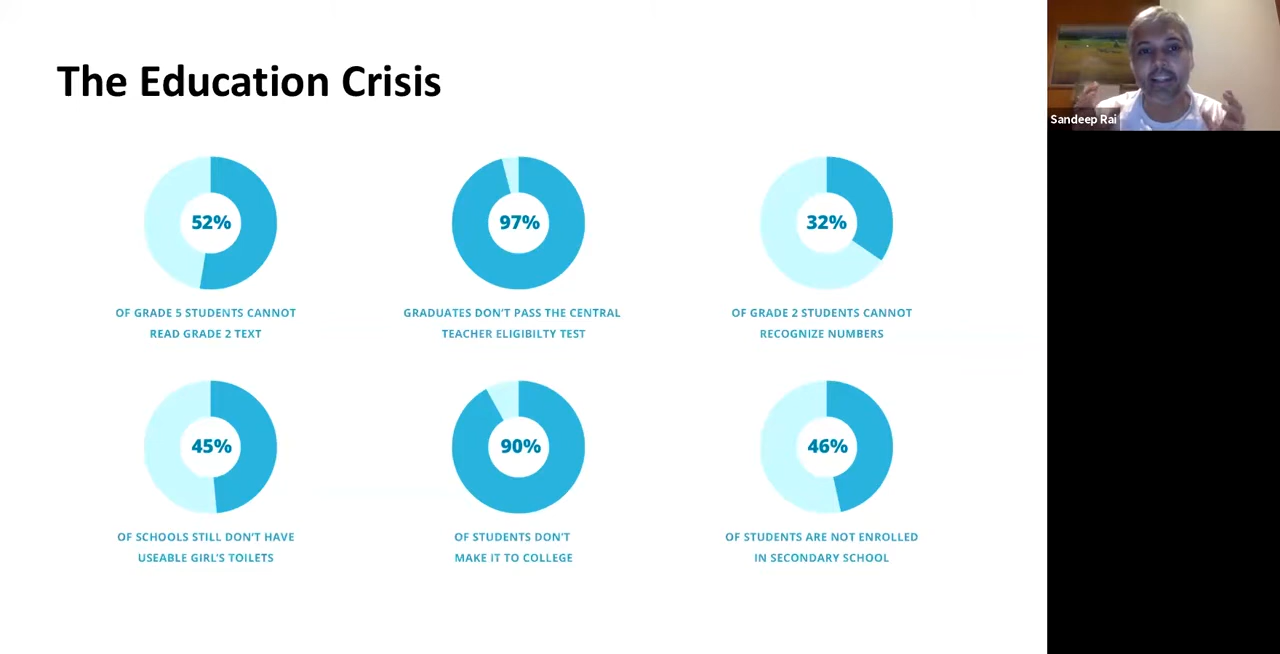 The Education Crisis
52%
OF GRADE 5 STUDENTS CANNOT
READ GRADE 2 TEXT
97%
GRADUATES DON'T PASS THE CENTRAL
TEACHER ELIGIBILTY TEST
32%
OF GRADE 2 STUDENTS CANNOT
RECOGNIZE NUMBERS
45%
OF SCHOOLS STILL DON'T HAVE
USEABLE GIRL'S TOILETS
90%
OF STUDENTS DON'T
MAKE IT TO COLLEGE
46%
OF STUDENTS ARE NOT ENROLLED
IN SECONDARY SCHOOL
Sandeep Rai